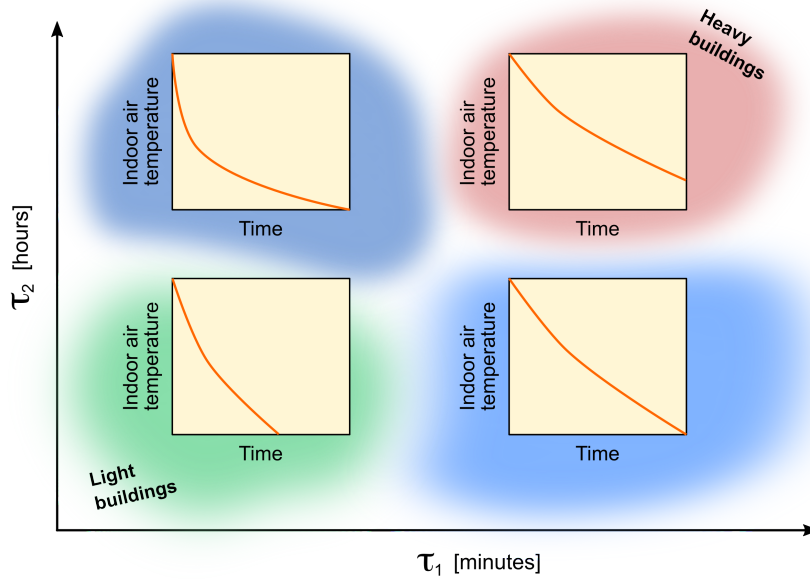 Heavy
buildings
Indoor air
temperature
Time
Indoor air
temperature
Time
τ2 [hours]
Indoor air
temperature
Time
Indoor air
temperature
Time
Light
buildings
τ1 [minutes]